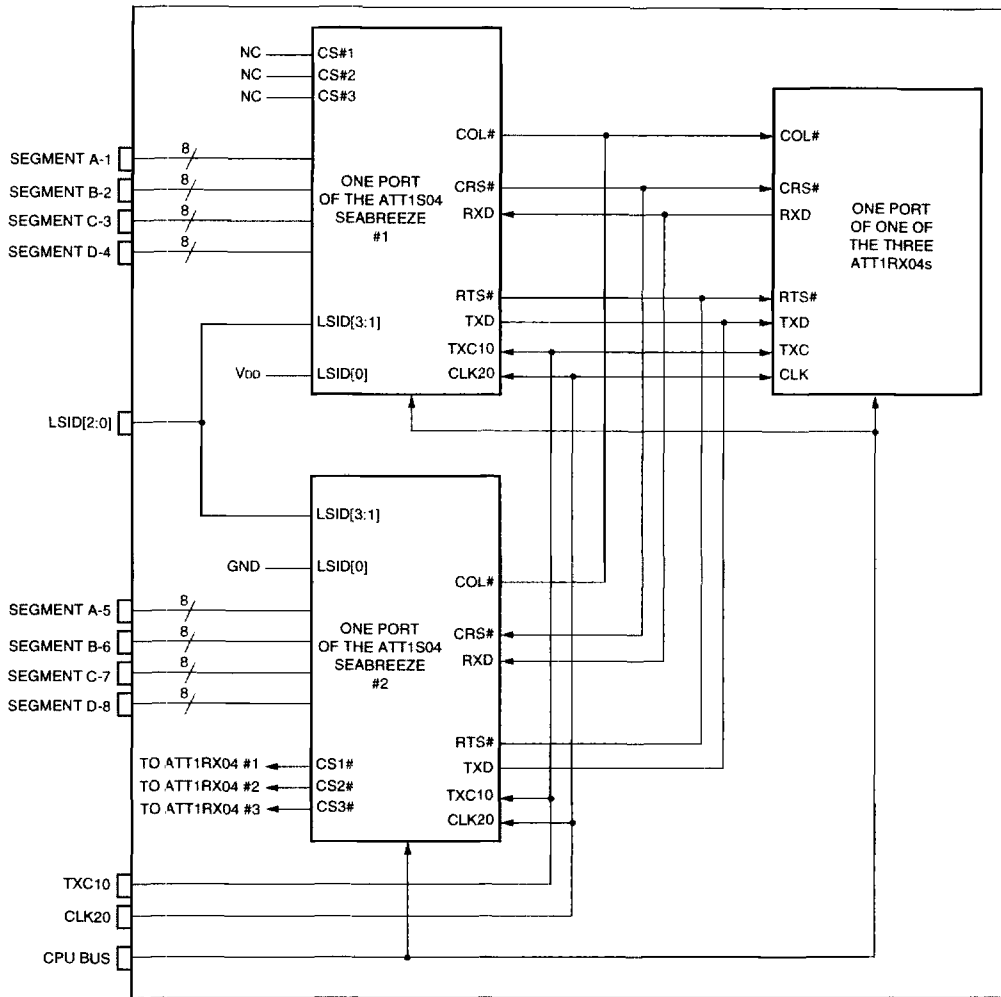 NC
CS#1
NC
CS#2
NC
CS#3
SEGMENT A-1
8
SEGMENT B-2
8
SEGMENT C-3
8
SEGMENT D-4
8
ONE PORT
OF THE ATT1S04
SEABREEZE
#1
COL#
CRS#
RXD
RTS#
TXD
TXC10
CLK20
LSID[3:1]
VDD
LSID[0]
COL#
CRS#
RXD
ONE PORT
OF ONE OF
THE THREE
ATT1RX04s
RTS#
TXD
TXC
CLK
LSID[2:0]
LSID[3:1]
GND
LSID[0]
SEGMENT A-5
8
SEGMENT B-6
8
SEGMENT C-7
8
SEGMENT D-8
8
ONE PORT
OF THE ATT1S04
SEABREEZE
#2
COL#
CRS#
RXD
RTS#
TXD
TXC10
CLK20
TO ATT1RX04 #1
CS1#
TO ATT1RX04 #2
CS2#
TO ATT1RX04 #3
CS3#
TXC10
CLK20
CPU BUS